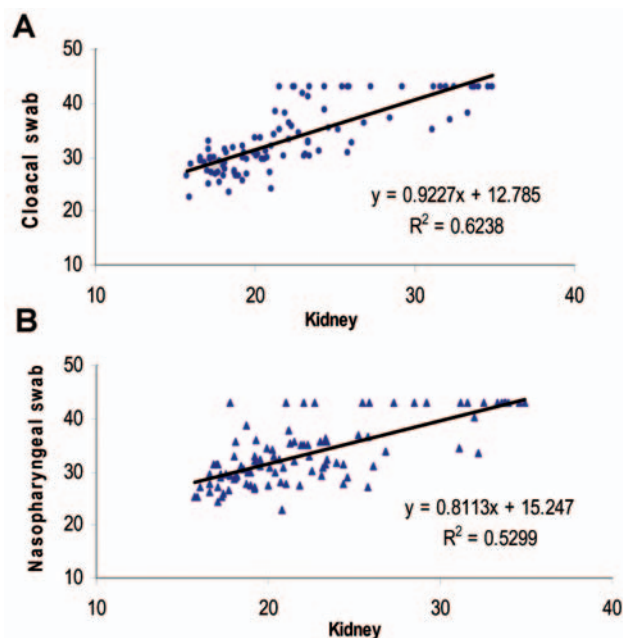 A
Cloacal swab
50
40
30
20
10
y = 0.9227x + 12.785
R² = 0.6238
10 20 30 40
Kidney
B
Nasopharyngeal swab
50
40
30
20
10
y = 0.8113x + 15.247
R² = 0.5299
10 20 30 40
Kidney